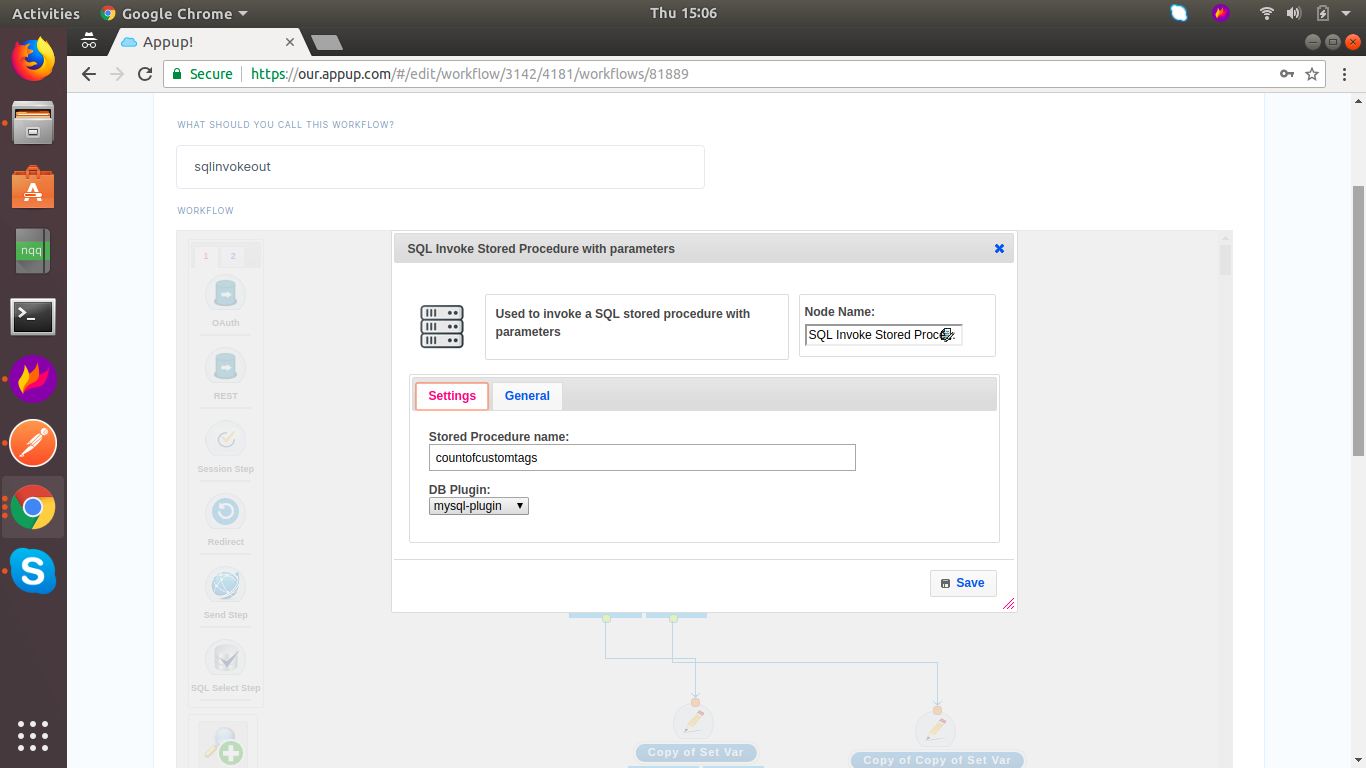 Activities
Google Chrome
Thu 15:06
Appup!
Secure
https://our.appup.com/#/edit/workflow/3142/4181/workflows/81889
WHAT SHOULD YOU CALL THIS WORKFLOW?
sqlinvokeout
WORKFLOW
SQL Invoke Stored Procedure with parameters
1 2
OAuth
REST
Session Step
Redirect
Send Step
SQL Select Step
Used to invoke a SQL stored procedure with
parameters
Node Name:
SQL Invoke Stored
Settings
General
Stored Procedure name:
countofcustomtags
DB Plugin:
mysql-plugin
Save
Copy of Set Var
Copy of Copy of Set Var
nqq